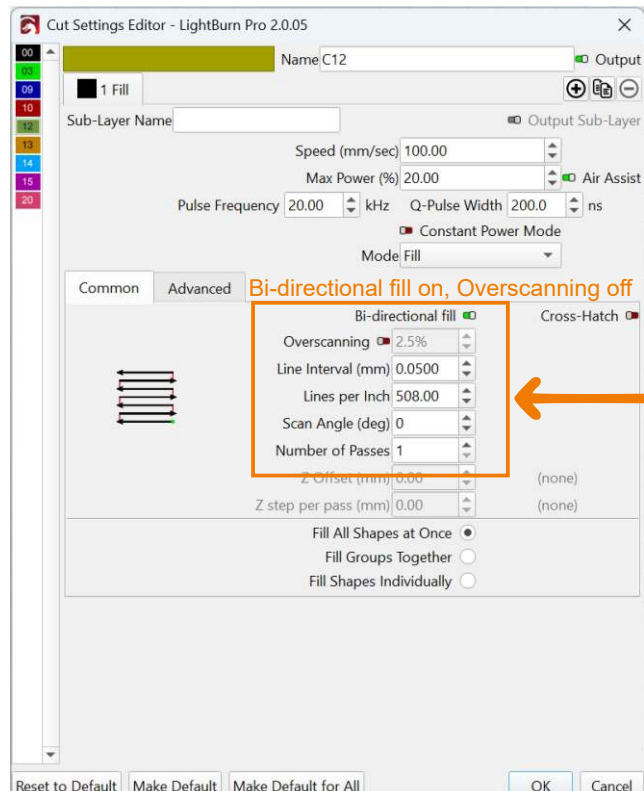 Cut Settings Editor - LightBurn Pro 2.0.05
00
03
09
10
12
13
14
15
20
Name C12 Output
1 Fill
Sub-Layer Name Output Sub-Layer
Speed (mm/sec) 100.00
Max Power (%) 20.00 Air Assist
Pulse Frequency 20.00 kHz Q-Pulse Width 200.0 ns
Constant Power Mode
Mode Fill
Common Advanced Bi-directional fill on, Overscanning off
Bi-directional fill Cross-Hatch
Overscanning 2.5%
Line Interval (mm) 0.0500
Lines per Inch 508.00
Scan Angle (deg) 0
Number of Passes 1
Z Offset (mm) 0.00 (none)
Z step per pass (mm) 0.00 (none)
Fill All Shapes at Once
Fill Groups Together
Fill Shapes Individually
Reset to Default Make Default Make Default for All OK Cancel